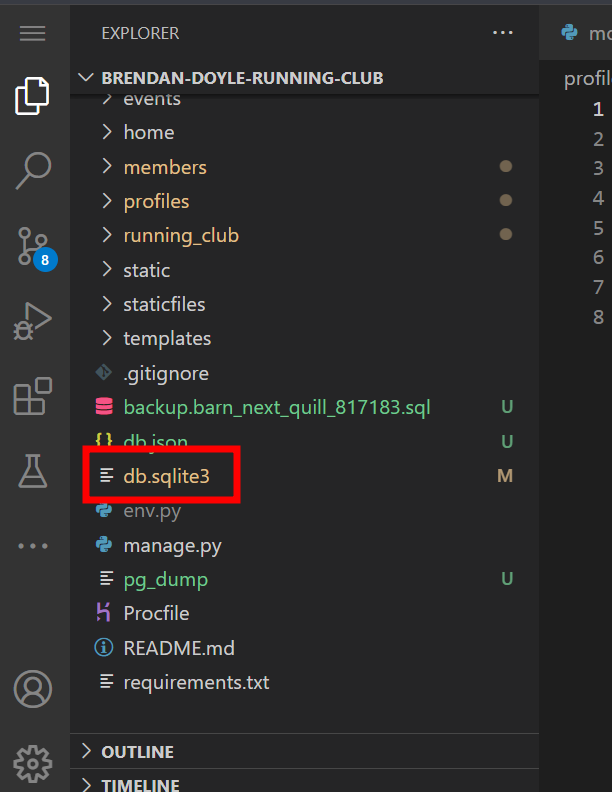 EXPLORER ...
mo
BRENDAN-DOYLE-RUNNING-CLUB
profil
events
1
home
2
members
3
profiles
4
running_club
5
static
6
staticfiles
7
templates
8
.gitignore
backup.barn_next_quill_817183.sql U
{} db.json U
db.sqlite3 M
env.py
manage.py
pg_dump U
Procfile
README.md
requirements.txt
OUTLINE
TIMELINE
8